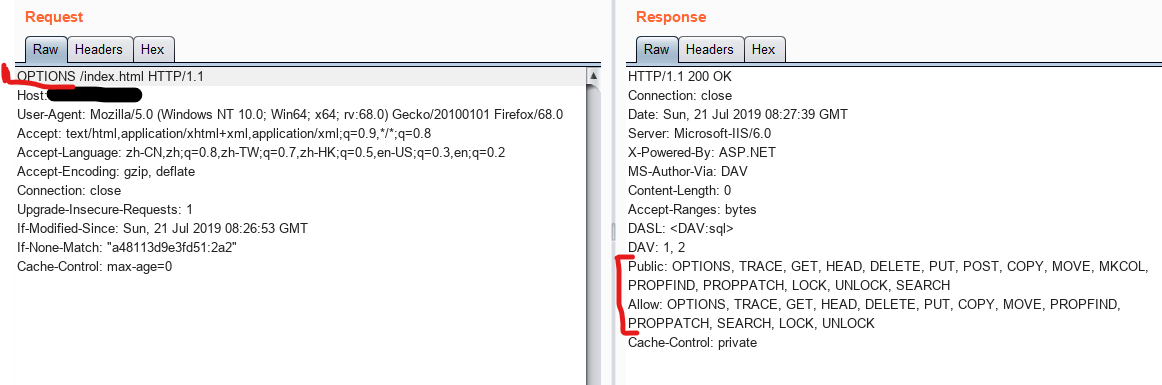 Request
Raw Headers Hex
OPTIONS /index.html HTTP/1.1
Host:
User-Agent: Mozilla/5.0 (Windows NT 10.0; Win64; x64; rv:68.0) Gecko/20100101 Firefox/68.0
Accept: text/html,application/xhtml+xml,application/xml;q=0.9,*/*;q=0.8
Accept-Language: zh-CN,zh;q=0.8,zh-TW;q=0.7,zh-HK;q=0.5,en-US;q=0.3,en;q=0.2
Accept-Encoding: gzip, deflate
Connection: close
Upgrade-Insecure-Requests: 1
If-Modified-Since: Sun, 21 Jul 2019 08:26:53 GMT
If-None-Match: "a48113d9e3fd51:2a2"
Cache-Control: max-age=0
Response
Raw Headers Hex
HTTP/1.1 200 OK
Connection: close
Date: Sun, 21 Jul 2019 08:27:39 GMT
Server: Microsoft-IIS/6.0
X-Powered-By: ASP.NET
MS-Author-Via: DAV
Content-Length: 0
Accept-Ranges: bytes
DASL: <DAV:sql>
DAV: 1, 2
Public: OPTIONS, TRACE, GET, HEAD, DELETE, PUT, POST, COPY, MOVE, MKCOL,
PROPFIND, PROPPATCH, LOCK, UNLOCK, SEARCH
Allow: OPTIONS, TRACE, GET, HEAD, DELETE, PUT, COPY, MOVE, PROPFIND,
PROPPATCH, SEARCH, LOCK, UNLOCK
Cache-Control: private